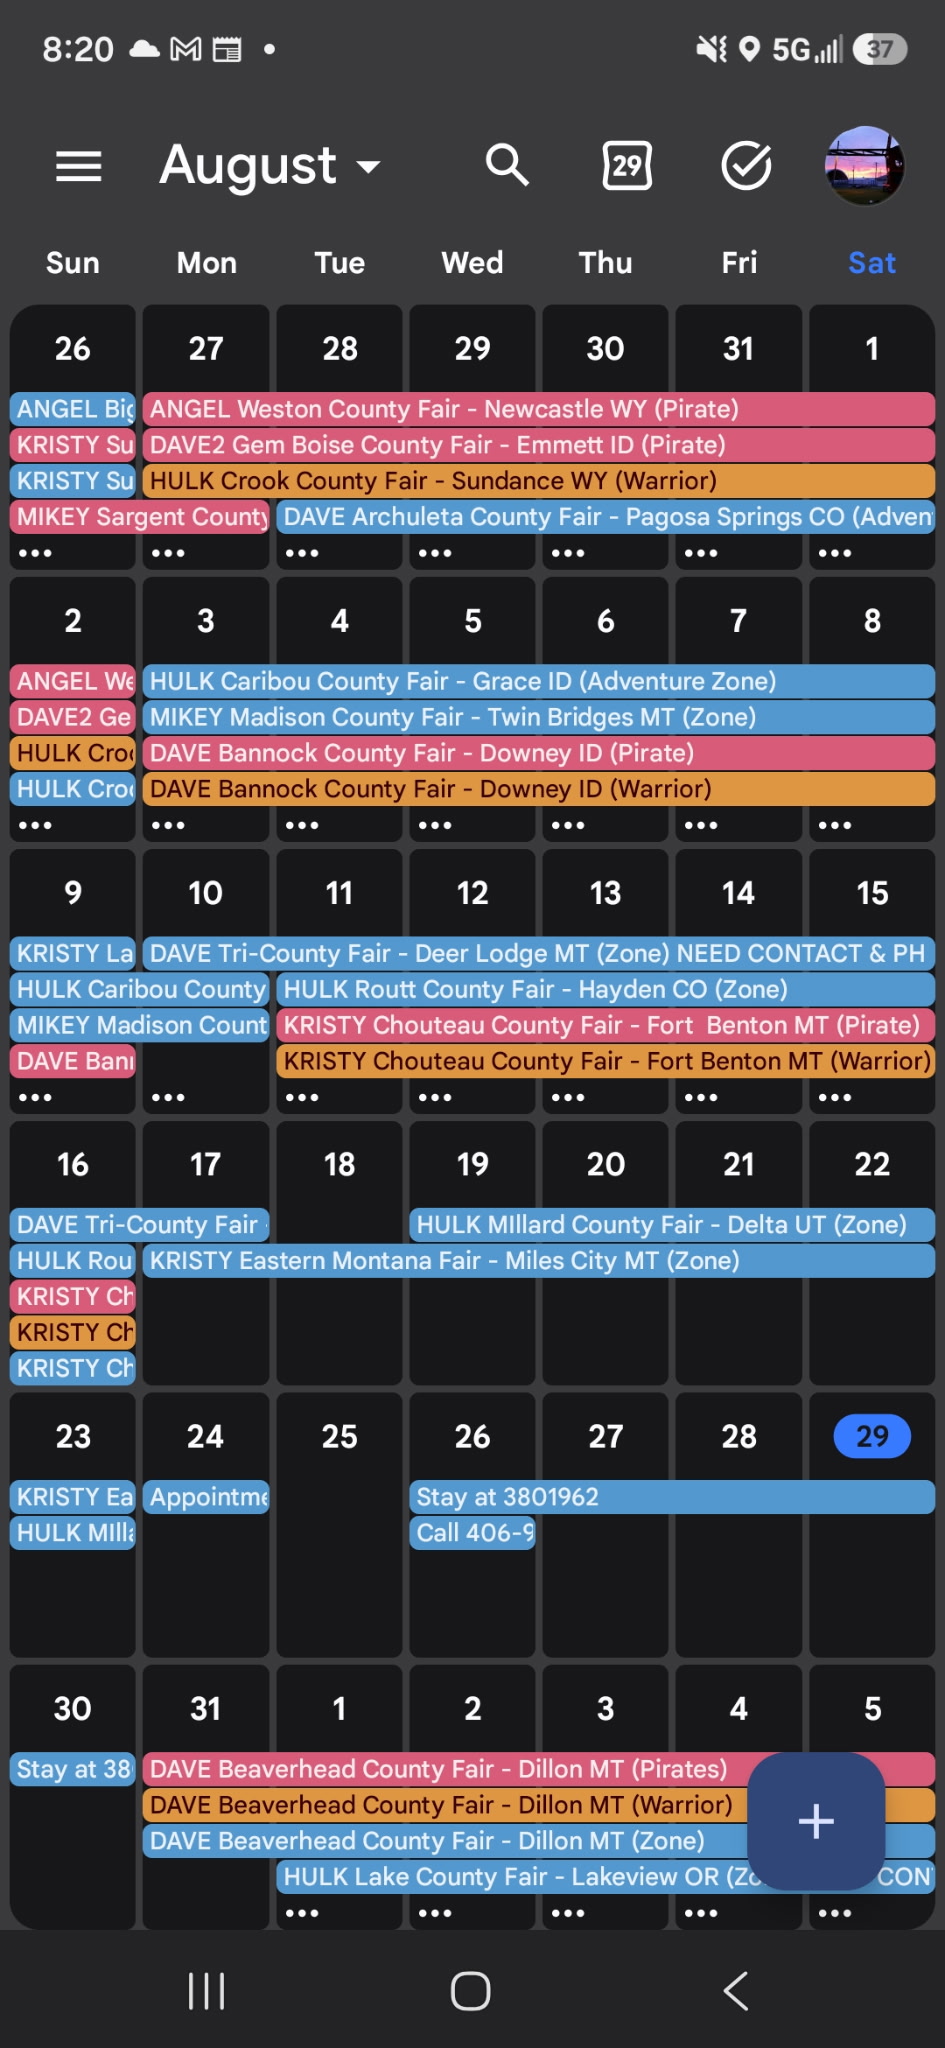 8:20
5G 37
August
29
Sun Mon Tue Wed Thu Fri Sat
26 27 28 29 30 31 1
ANGEL Big ANGEL Weston County Fair - Newcastle WY (Pirate)
KRISTY Su DAVE2 Gem Boise County Fair - Emmett ID (Pirate)
KRISTY Su HULK Crook County Fair - Sundance WY (Warrior)
MIKEY Sargent County DAVE Archuleta County Fair - Pagosa Springs CO (Adven
2 3 4 5 6 7 8
ANGEL We HULK Caribou County Fair - Grace ID (Adventure Zone)
DAVE2 Ge MIKEY Madison County Fair - Twin Bridges MT (Zone)
HULK Croo DAVE Bannock County Fair - Downey ID (Pirate)
HULK Croo DAVE Bannock County Fair - Downey ID (Warrior)
9 10 11 12 13 14 15
KRISTY La DAVE Tri-County Fair - Deer Lodge MT (Zone) NEED CONTACT & PH
HULK Caribou County HULK Routt County Fair - Hayden CO (Zone)
MIKEY Madison Count KRISTY Chouteau County Fair - Fort  Benton MT (Pirate)
DAVE Bann KRISTY Chouteau County Fair - Fort Benton MT (Warrior)
16 17 18 19 20 21 22
DAVE Tri-County Fair - HULK MIllard County Fair - Delta UT (Zone)
HULK Rou KRISTY Eastern Montana Fair - Miles City MT (Zone)
KRISTY Ch
KRISTY Ch
KRISTY Ch
23 24 25 26 27 28 29
KRISTY Ea Appointme Stay at 3801962
HULK MIlla Call 406-9
30 31 1 2 3 4 5
Stay at 38 DAVE Beaverhead County Fair - Dillon MT (Pirates)
DAVE Beaverhead County Fair - Dillon MT (Warrior)
DAVE Beaverhead County Fair - Dillon MT (Zone)
HULK Lake County Fair - Lakeview OR (Zo CON